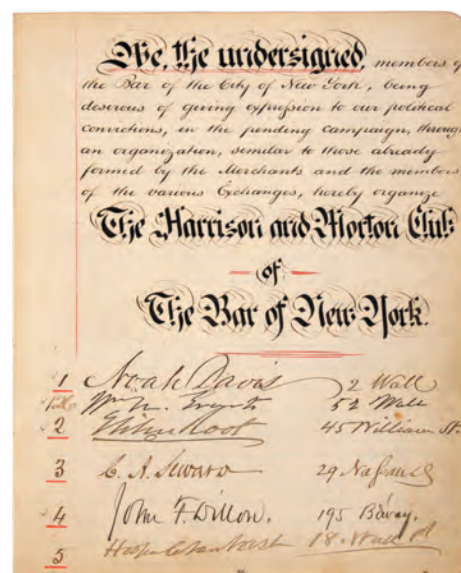 We, the undersigned, members of
the Bar of the City of New York, being
desirous of giving expression to our political
convictions, in the pending campaign, through
an organization, similar to those already
formed by the Merchants and the members
of the various Exchanges, hereby organize
The Harrison and Morton Club
of
The Bar of New York.
1 Noah Davis 2 Wall
Wm M. Evarts 52 Wall
2 Elihu Root 45 William St.
3 C. A. Seward 29 Nassau
4 John F. Dillon. 195 B'way.
5 18 Wall St